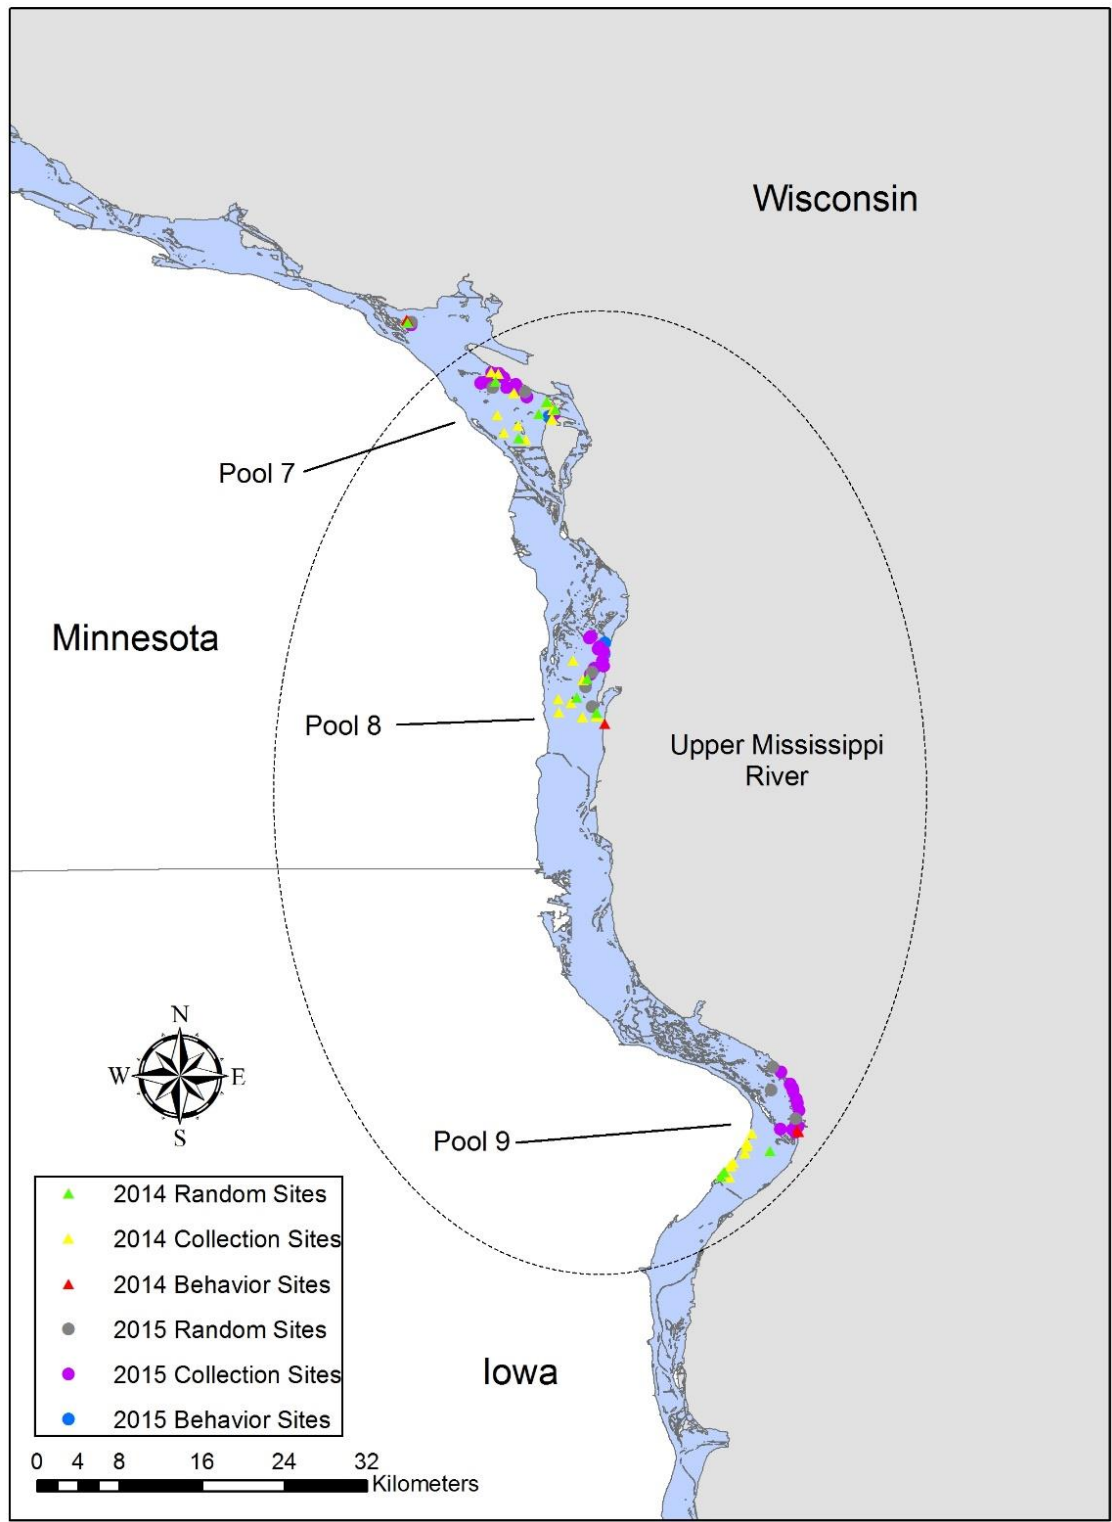 Wisconsin
Pool 7
Minnesota
Pool 8
Upper Mississippi
River
N
W
E
S
Pool 9
2014 Random Sites
2014 Collection Sites
2014 Behavior Sites
2015 Random Sites
2015 Collection Sites
2015 Behavior Sites
Iowa
0 4 8 16 24 32
Kilometers